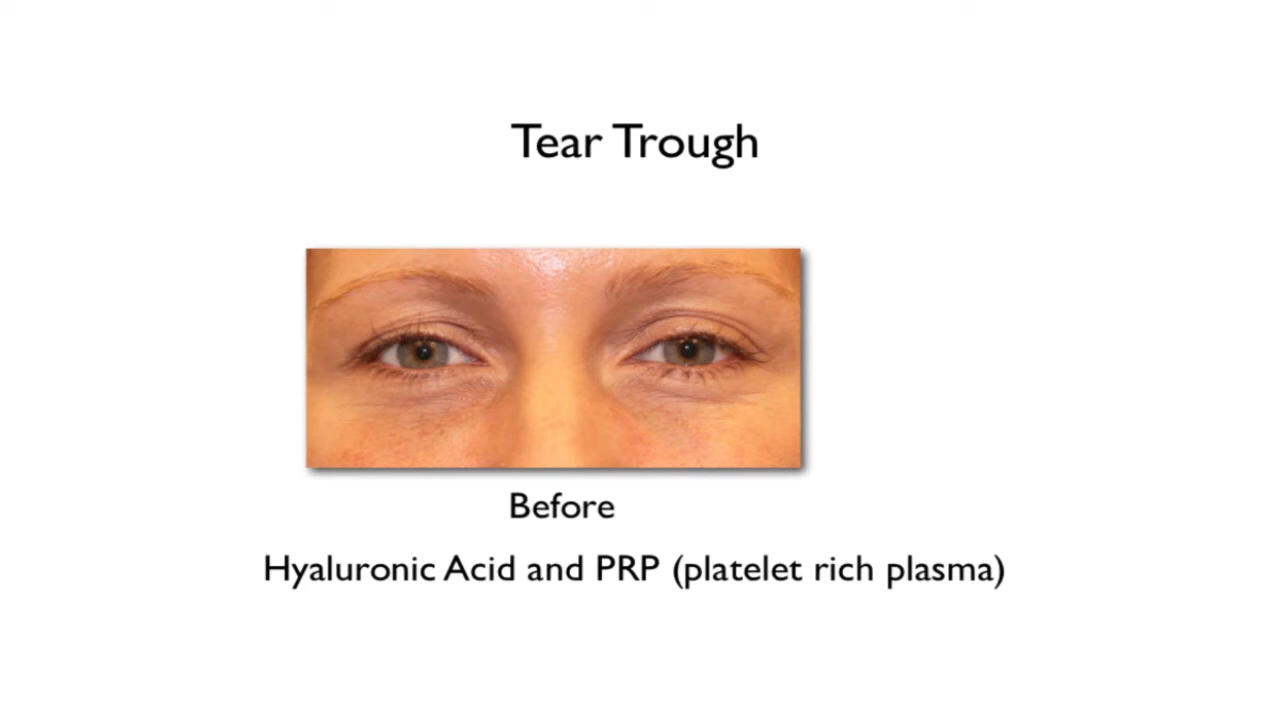 Tear Trough
Before
Hyaluronic Acid and PRP (platelet rich plasma)